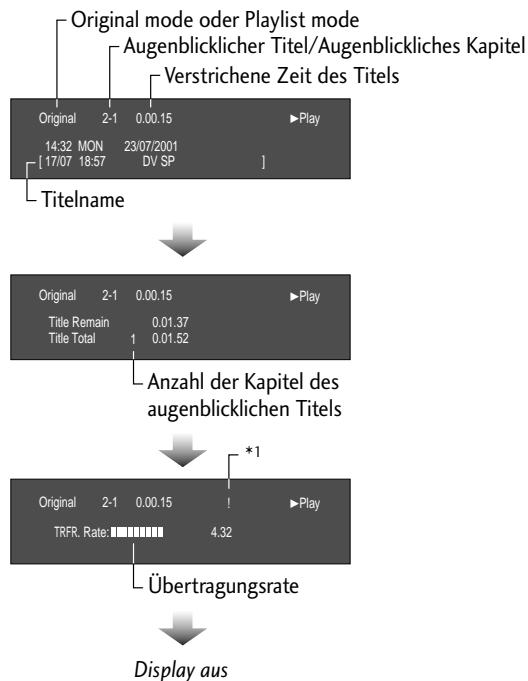 Original mode oder Playlist mode
Augenblicklicher Titel/Augenblickliches Kapitel
Verstrichene Zeit des Titels
Original 2-1 0.00.15 ►Play
14:32 MON 23/07/2001
[ 17/07 18:57 DV SP ]
Titelname
Original 2-1 0.00.15 ►Play
Title Remain 0.01.37
Title Total 1 0.01.52
Anzahl der Kapitel des
augenblicklichen Titels
*1
Original 2-1 0.00.15 ! ►Play
TRFR. Rate: 4.32
Übertragungsrate
Display aus